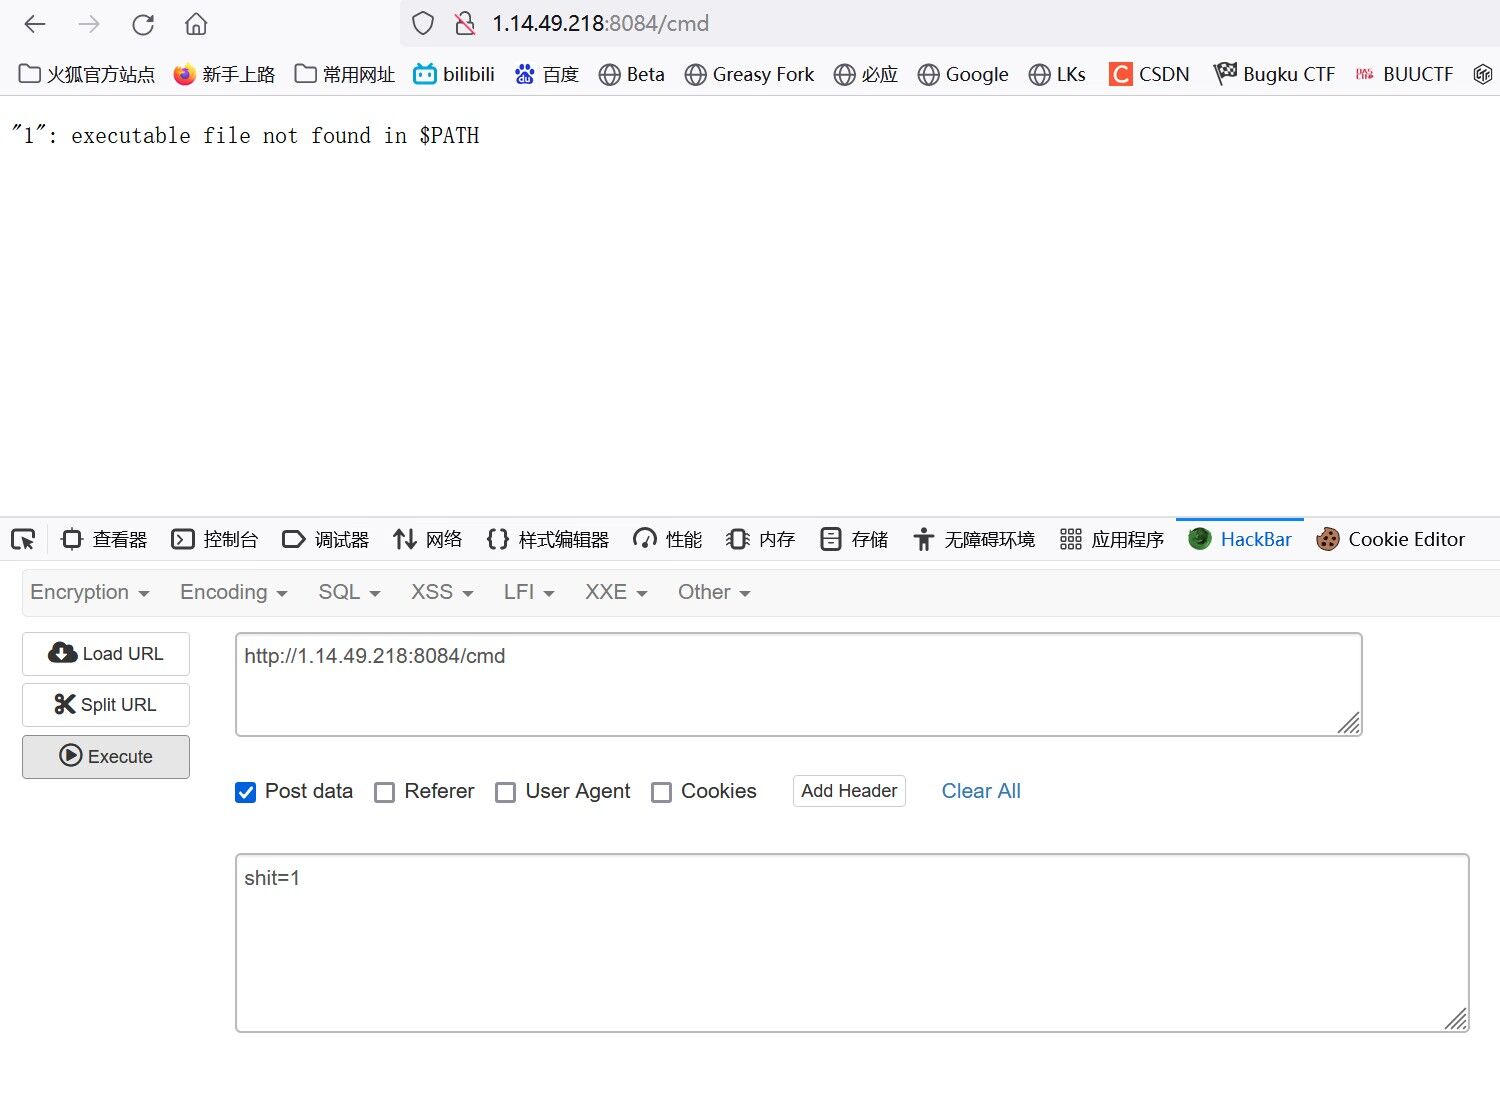 1.14.49.218:8084/cmd
火狐官方站点 新手上路 常用网址 bilibili 百度 Beta Greasy Fork 必应 Google LKs CSDN Bugku CTF BUUCTF
"1": executable file not found in $PATH
查看器 控制台 调试器 网络 样式编辑器 性能 内存 存储 无障碍环境 应用程序 HackBar Cookie Editor
Encryption Encoding SQL XSS LFI XXE Other
Load URL
http://1.14.49.218:8084/cmd
Split URL
Execute
Post data Referer User Agent Cookies Add Header Clear All
shit=1